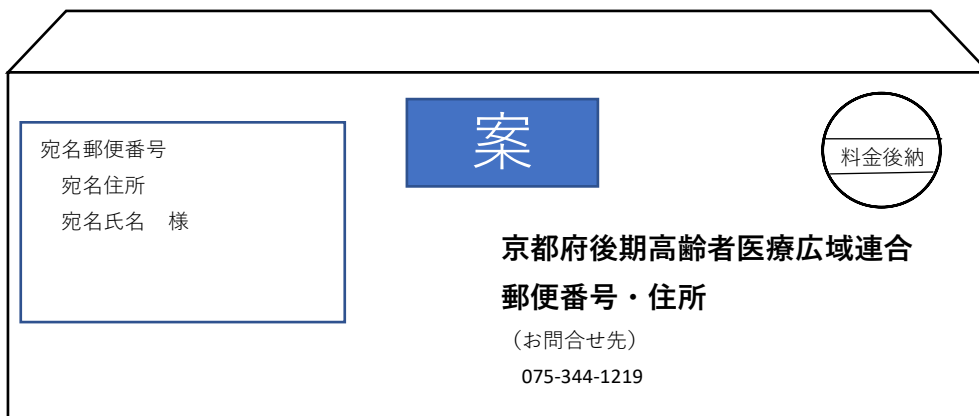 案
料金後納
宛名郵便番号
宛名住所
宛名氏名　様
京都府後期高齢者医療広域連合
郵便番号・住所
（お問合せ先）
075-344-1219